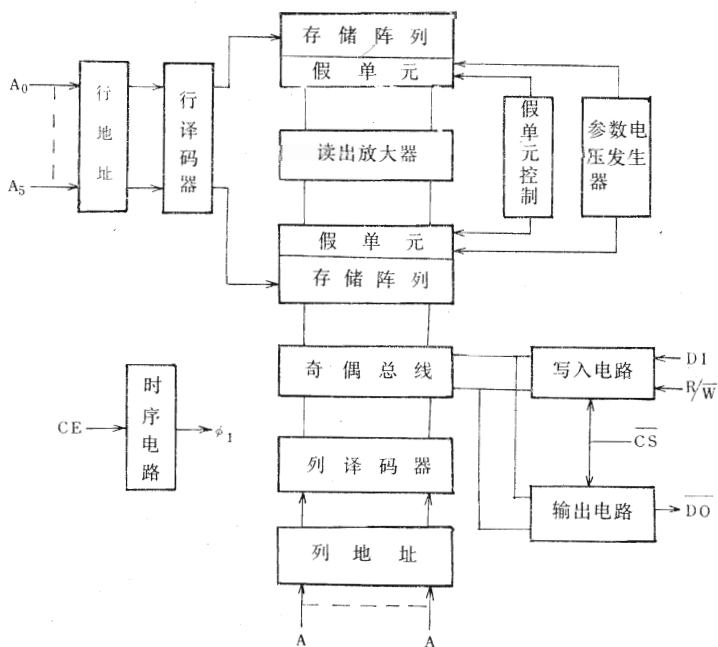 存储阵列
假单元
A₀
A₅
行地址
行译码器
读出放大器
假单元控制
参数电
压发生
器
假单元
存储阵列
奇偶总线
写入电路
DI
R/W̅
CE
时序电路
ϕ₁
列译码器
C̅S̅
输出电路
D̅O̅
列地址
A
A